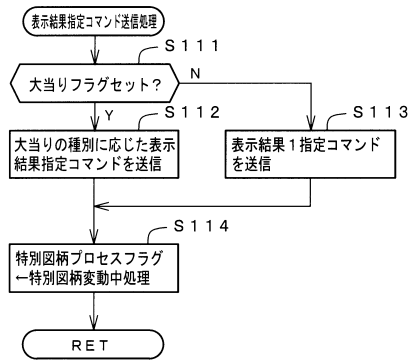 表示結果指定コマンド送信処理
S111
大当りフラグセット？
N
Y
S112
大当りの種別に応じた表示
結果指定コマンドを送信
S113
表示結果1指定コマンド
を送信
S114
特別図柄プロセスフラグ
←特別図柄変動中処理
RET